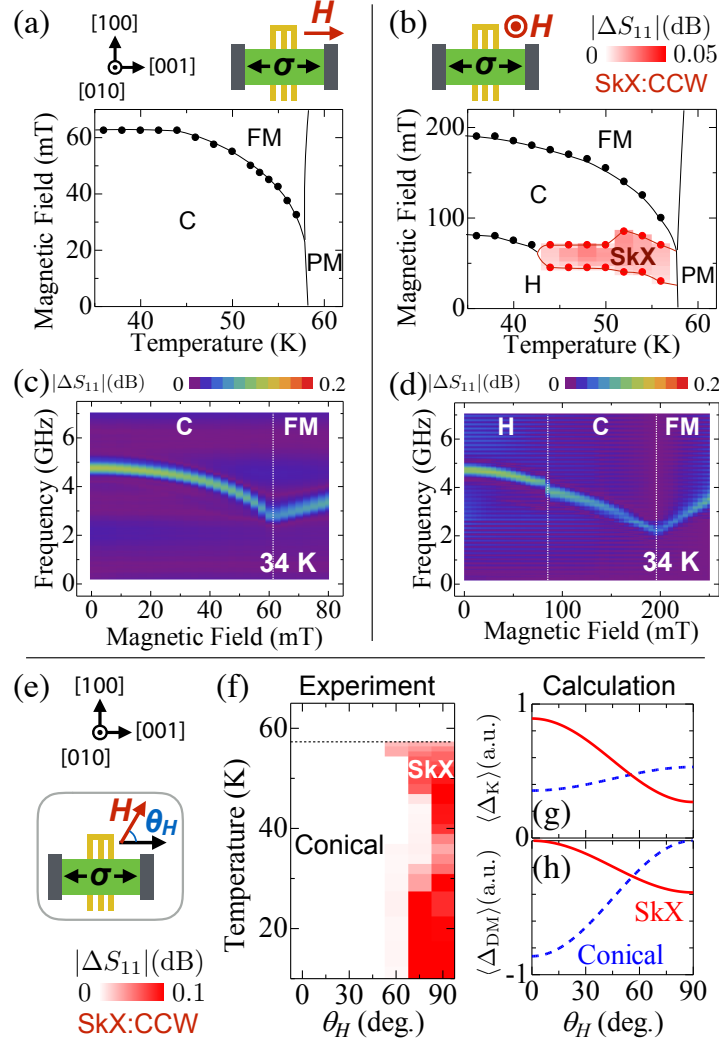 (a)
[100]
[001]
[010]
H
σ
Magnetic Field (mT)
60
40
20
0
FM
C
PM
40
50
60
Temperature (K)
(b)
H
σ
|ΔS₁₁|(dB)
0
0.05
SkX:CCW
Magnetic Field (mT)
200
100
0
FM
C
SkX
H
PM
40
50
60
Temperature (K)
(c)
|ΔS₁₁|(dB)
0
0.2
Frequency (GHz)
6
4
2
0
C
FM
34 K
0
20
40
60
80
Magnetic Field (mT)
(d)
|ΔS₁₁|(dB)
0
0.2
Frequency (GHz)
6
4
2
0
H
C
FM
34 K
0
100
200
Magnetic Field (mT)
(e)
[100]
[001]
[010]
H
θH
σ
|ΔS₁₁|(dB)
0
0.1
SkX:CCW
(f)
Experiment
Temperature (K)
60
40
20
SkX
Conical
0
30
60
90
θH (deg.)
Calculation
⟨ΔK⟩(a.u.)
1
0
(g)
⟨ΔDM⟩(a.u.)
-1
(h)
SkX
Conical
0
30
60
90
θH (deg.)